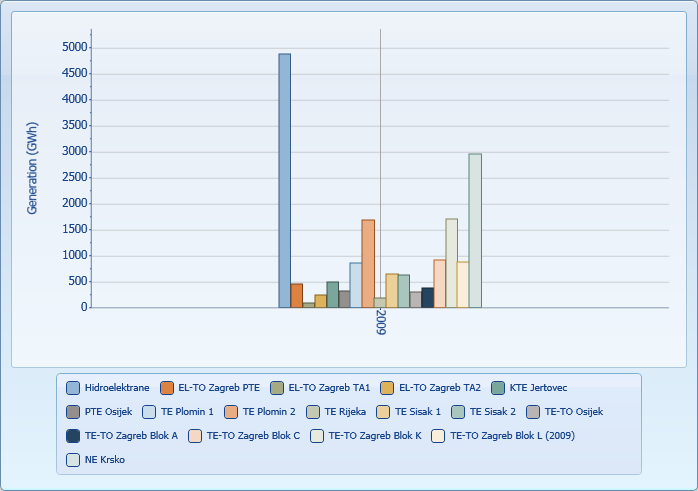 5000
4500
4000
3500
3000
2500
2000
1500
1000
500
0
Generation (GWh)
2009
Hidroelektrane EL-TO Zagreb PTE EL-TO Zagreb TA1 EL-TO Zagreb TA2 KTE Jertovec
PTE Osijek TE Plomin 1 TE Plomin 2 TE Rijeka TE Sisak 1 TE Sisak 2 TE-TO Osijek
TE-TO Zagreb Blok A TE-TO Zagreb Blok C TE-TO Zagreb Blok K TE-TO Zagreb Blok L (2009)
NE Krsko